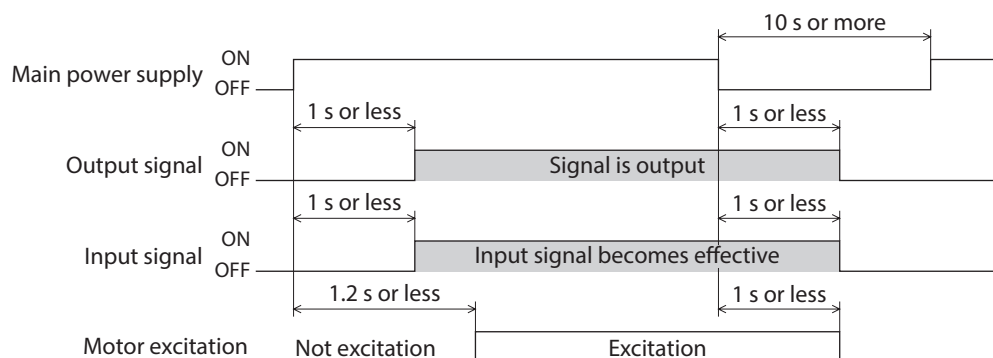 10 s or more
Main power supply
ON
OFF
1 s or less
1 s or less
Output signal
ON
OFF
Signal is output
1 s or less
1 s or less
Input signal
ON
OFF
Input signal becomes effective
1.2 s or less
1 s or less
Motor excitation
Not excitation
Excitation